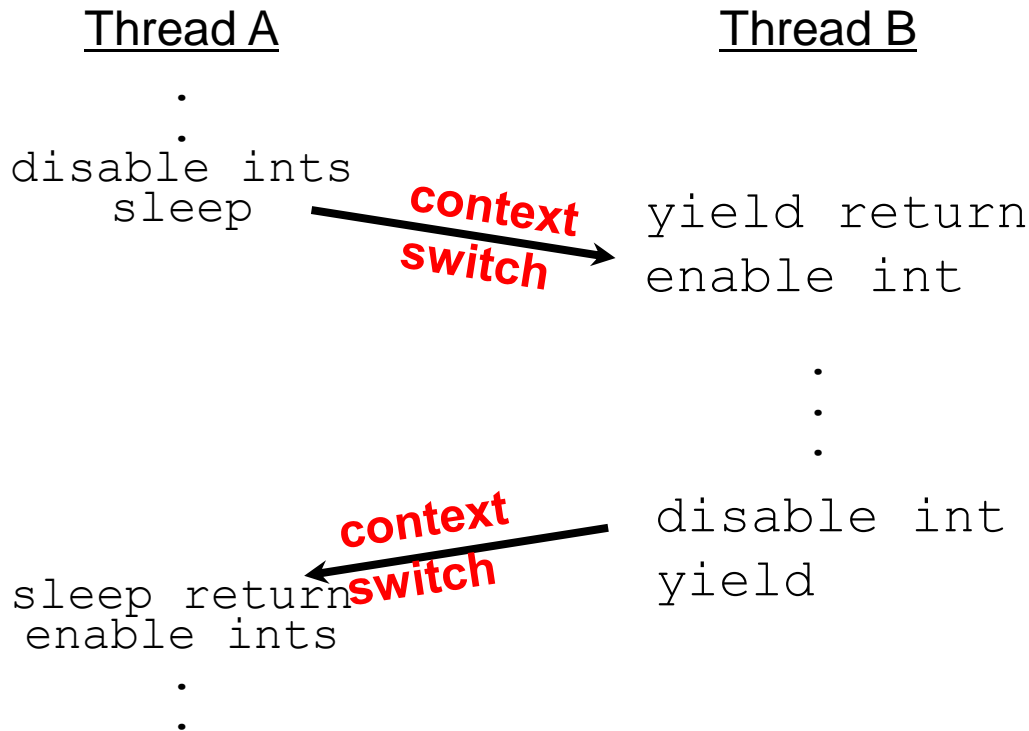 Thread A
Thread B
.
.
disable ints
sleep
context
switch
yield return
enable int
.
.
.
disable int
yield
context
switch
sleep return
enable ints
.
.